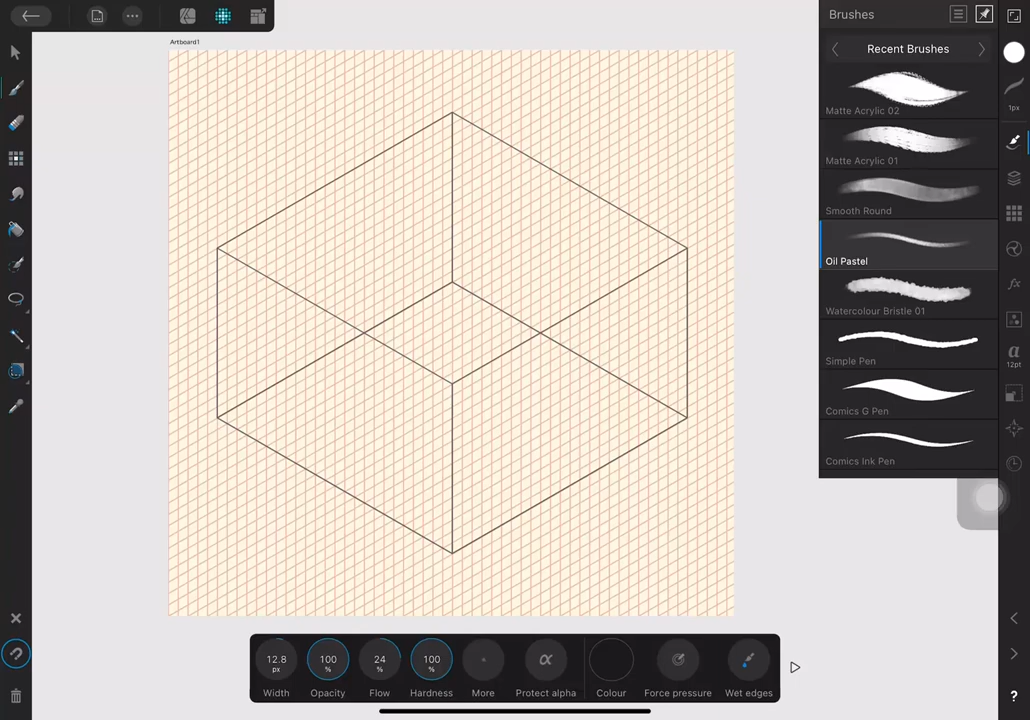 Brushes
Artboard1
Recent Brushes
Matte Acrylic 02
1px
Matte Acrylic 01
Smooth Round
Oil Pastel
Watercolour Bristle 01
Simple Pen
a
12pt
Comics G Pen
Comics Ink Pen
12.8 px
100 %
24 %
100 %
α
Width
Opacity
Flow
Hardness
More
Protect alpha
Colour
Force pressure
Wet edges
fx
?